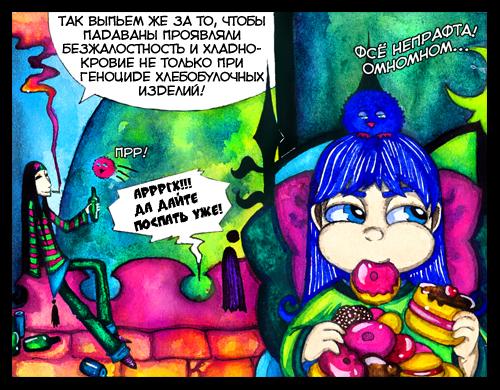 ТАК ВЫПЬЕМ ЖЕ ЗА ТО, ЧТОБЫ
ПАДАВАНЫ ПРОЯВЛЯЛИ
БЕЗЖАЛОСТНОСТЬ И ХЛАДНО-
КРОВИЕ НЕ ТОЛЬКО ПРИ
ГЕНОЦИДЕ ХЛЕБОБУЛОЧНЫХ
ИЗДЕЛИЙ!
ПРР!
АРРРГХ!!!
ДА ДАЙТЕ
ПОСПАТЬ УЖЕ!
ФСЁ НЕПРАФТА!
ОМНОМНОМ...